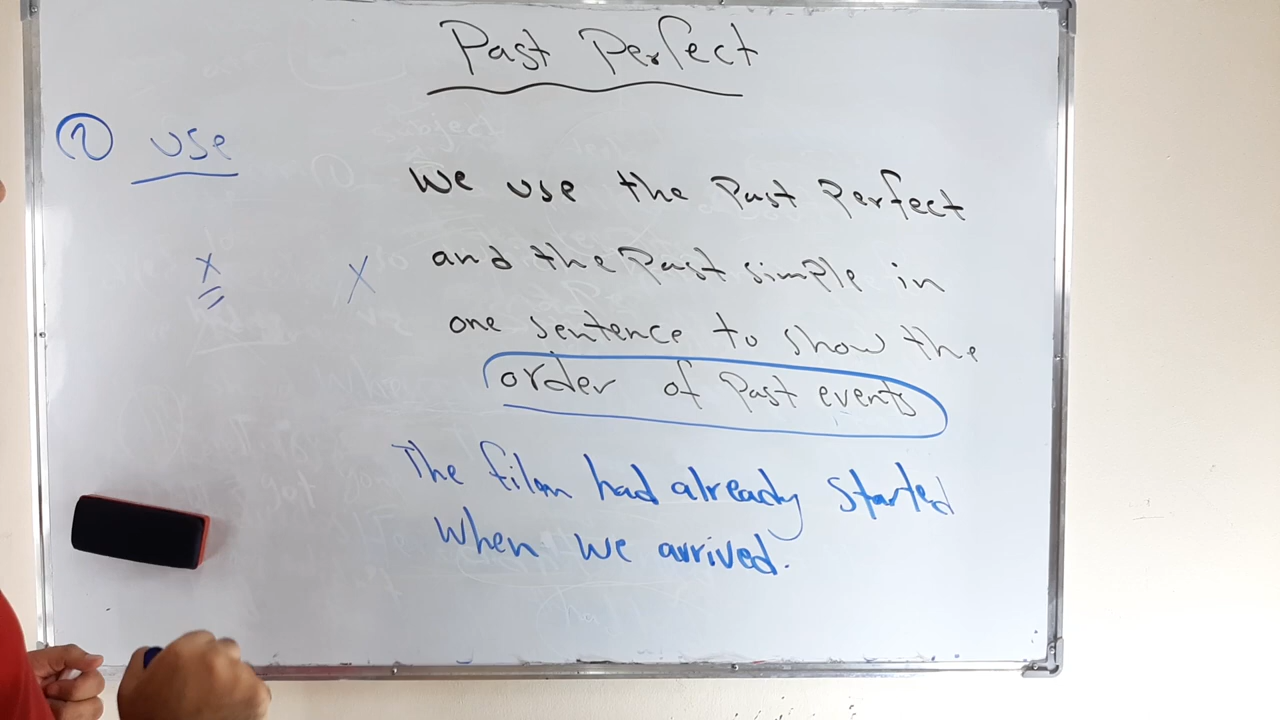 Past Perfect
① use
We use the Past Perfect
x x and the Past simple in
one sentence to show the
order of Past events
The film had already started
when we arrived.